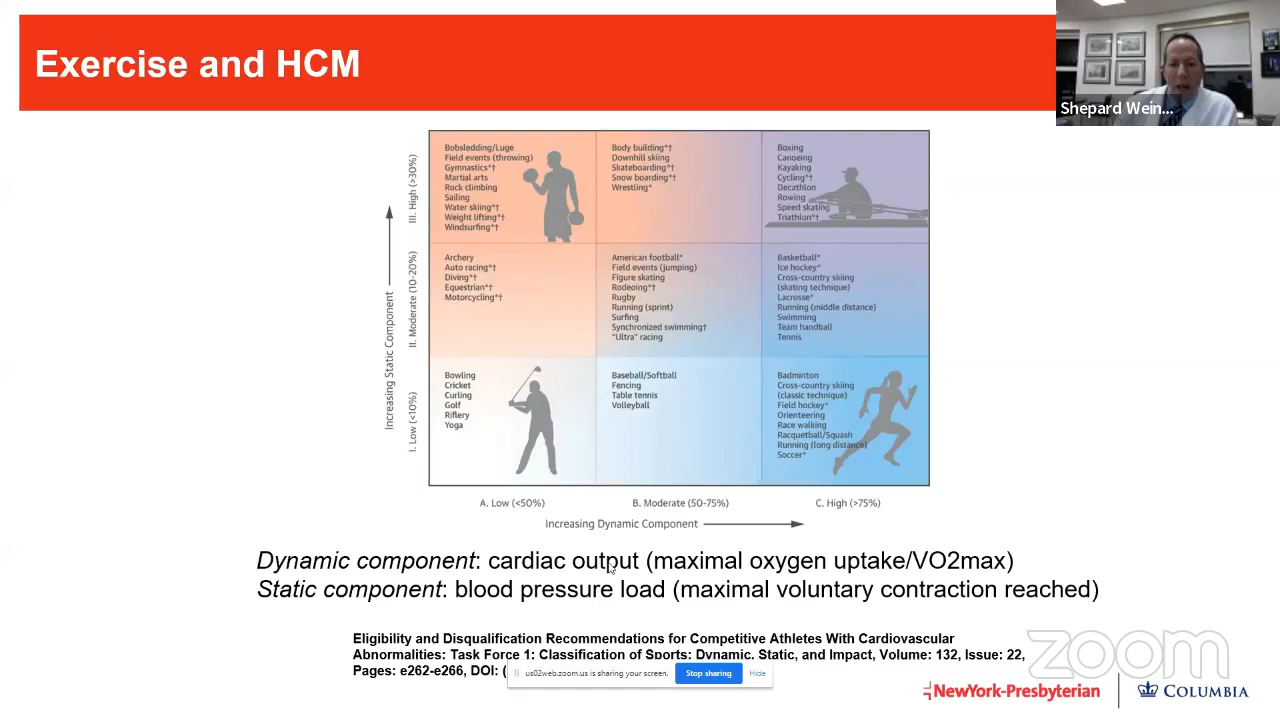 Exercise and HCM
Shepard Wein...
Increasing Static Component
III. High (>30%)
Bobsledding/Luge
Field events (throwing)
Gymnastics*†
Martial arts
Rock climbing
Sailing
Water skiing*†
Weight lifting*†
Windsurfing*†
Body building*†
Downhill skiing
Skateboarding*†
Snow boarding*†
Wrestling*
Boxing
Canoeing
Kayaking
Cycling*†
Decathlon
Rowing
Speed skating
Triathlon*†
II. Moderate (10-20%)
Archery
Auto racing*†
Diving*†
Equestrian*†
Motorcycling*†
American football*
Field events (jumping)
Figure skating
Rodeoing*†
Rugby
Running (sprint)
Surfing
Synchronized swimming†
"Ultra" racing
Basketball*
Ice hockey*
Cross-country skiing
(skating technique)
Lacrosse*
Running (middle distance)
Swimming
Team handball
Tennis
I. Low (<10%)
Bowling
Cricket
Curling
Golf
Riflery
Yoga
Baseball/Softball
Fencing
Table tennis
Volleyball
Badminton
Cross-country skiing
(classic technique)
Field hockey*
Orienteering
Race walking
Racquetball/Squash
Running (long distance)
Soccer*
A. Low (<50%)
B. Moderate (50-75%)
C. High (>75%)
Increasing Dynamic Component
Dynamic component: cardiac output (maximal oxygen uptake/VO2max)
Static component: blood pressure load (maximal voluntary contraction reached)
Eligibility and Disqualification Recommendations for Competitive Athletes With Cardiovascular
Abnormalities: Task Force 1: Classification of Sports: Dynamic, Static, and Impact, Volume: 132, Issue: 22,
Pages: e262-e266, DOI: (
us02web.zoom.us is sharing your screen.
Stop sharing
Hide
zoom
NewYork-Presbyterian
COLUMBIA